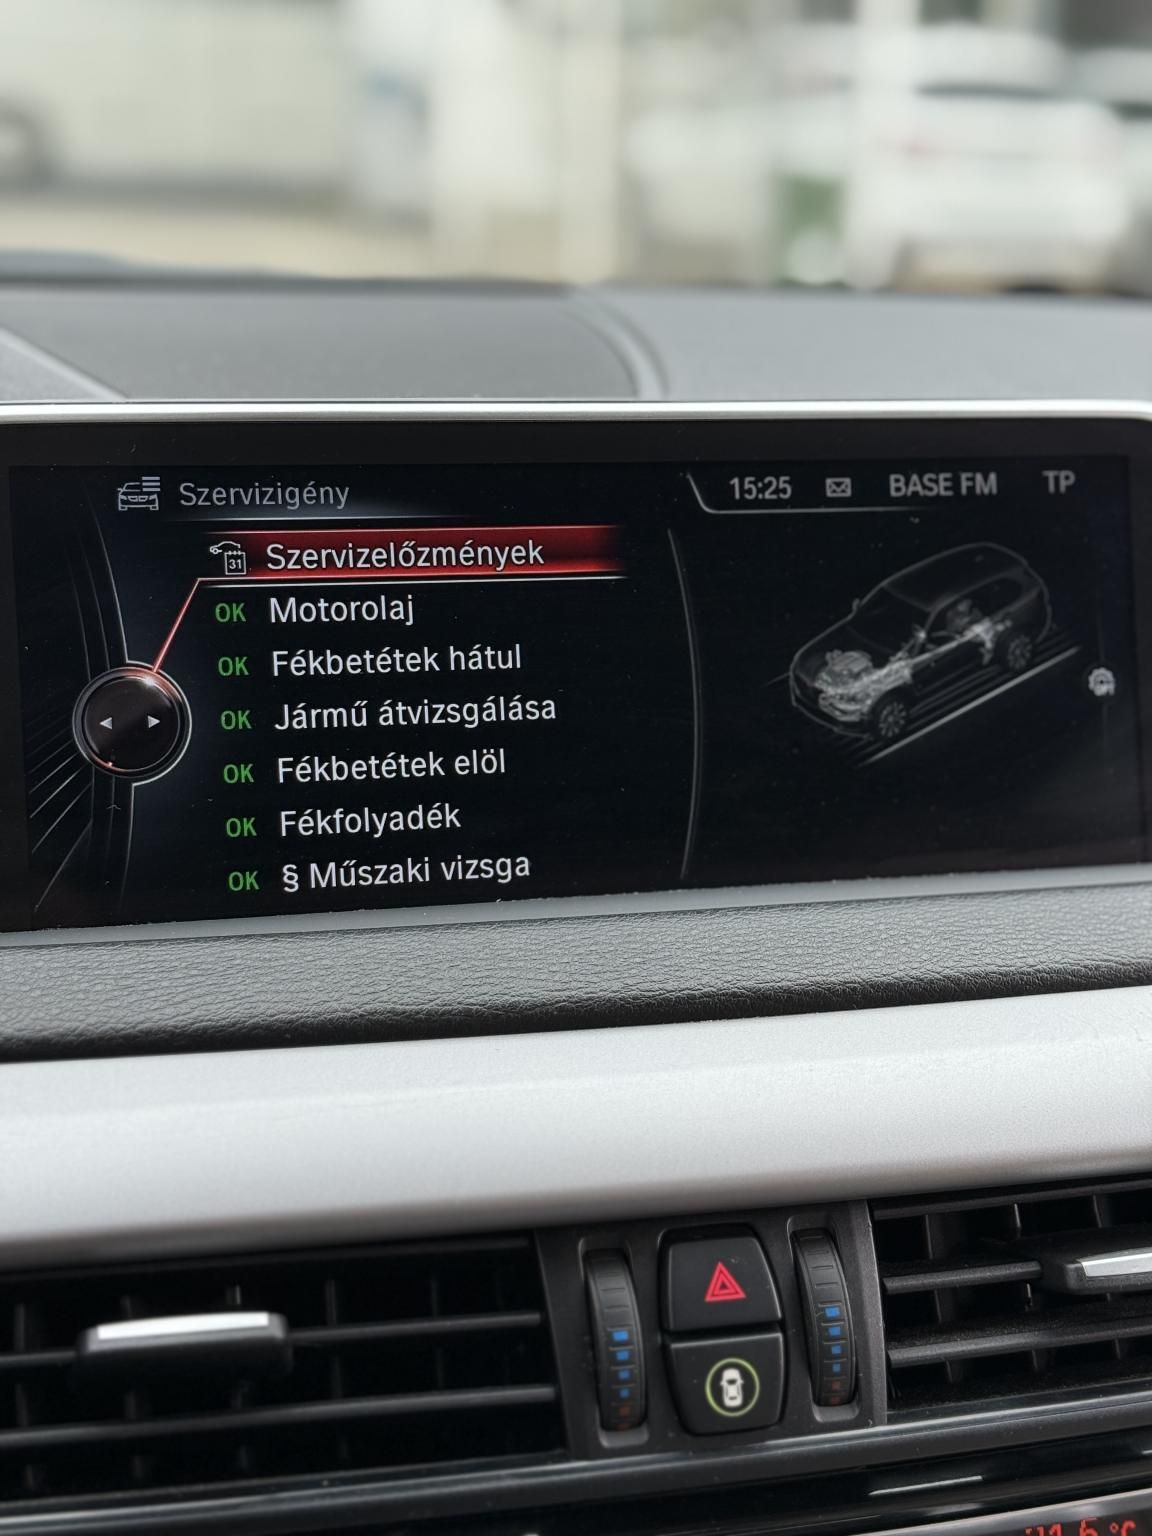 Szervizigény
15:25 BASE FM TP
31 Szervizelőzmények
OK Motorolaj
OK Fékbetétek hátul
OK Jármű átvizsgálása
OK Fékbetétek elöl
OK Fékfolyadék
OK § Műszaki vizsga